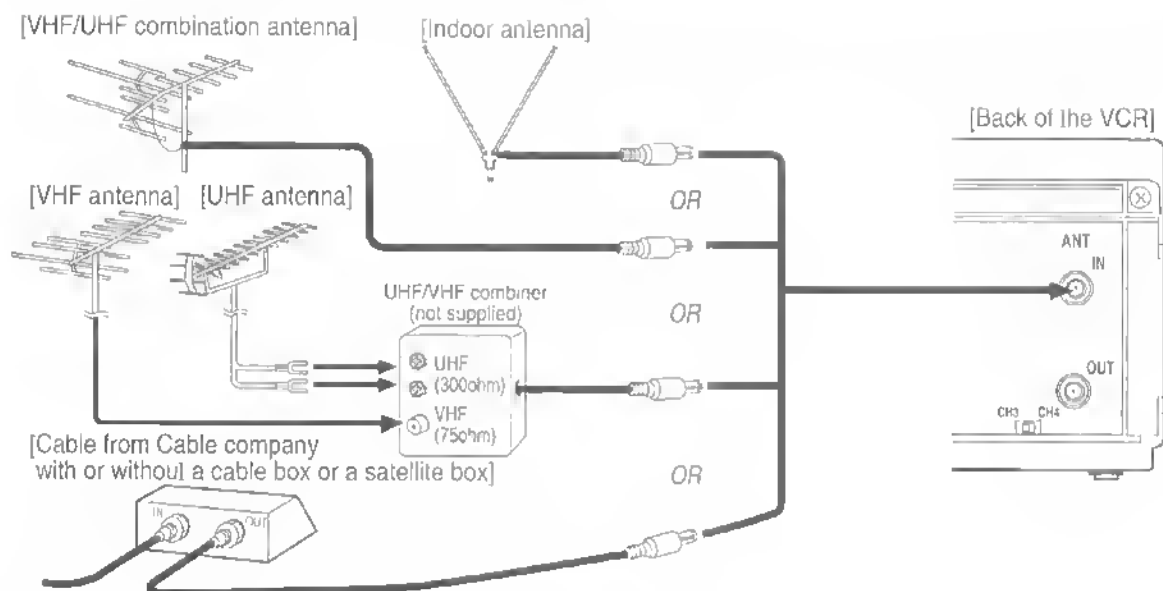 [VHF/UHF combination antenna]
[Indoor antenna]
[Back of the VCR]
OR
[VHF antenna]
[UHF antenna]
ANT
IN
UHF/VHF combiner
(not supplied)
OR
UHF
(300ohm)
VHF
(75ohm)
OUT
CH3
CH4
[Cable from Cable company
with or without a cable box or a satellite box]
OR
IN
OUT